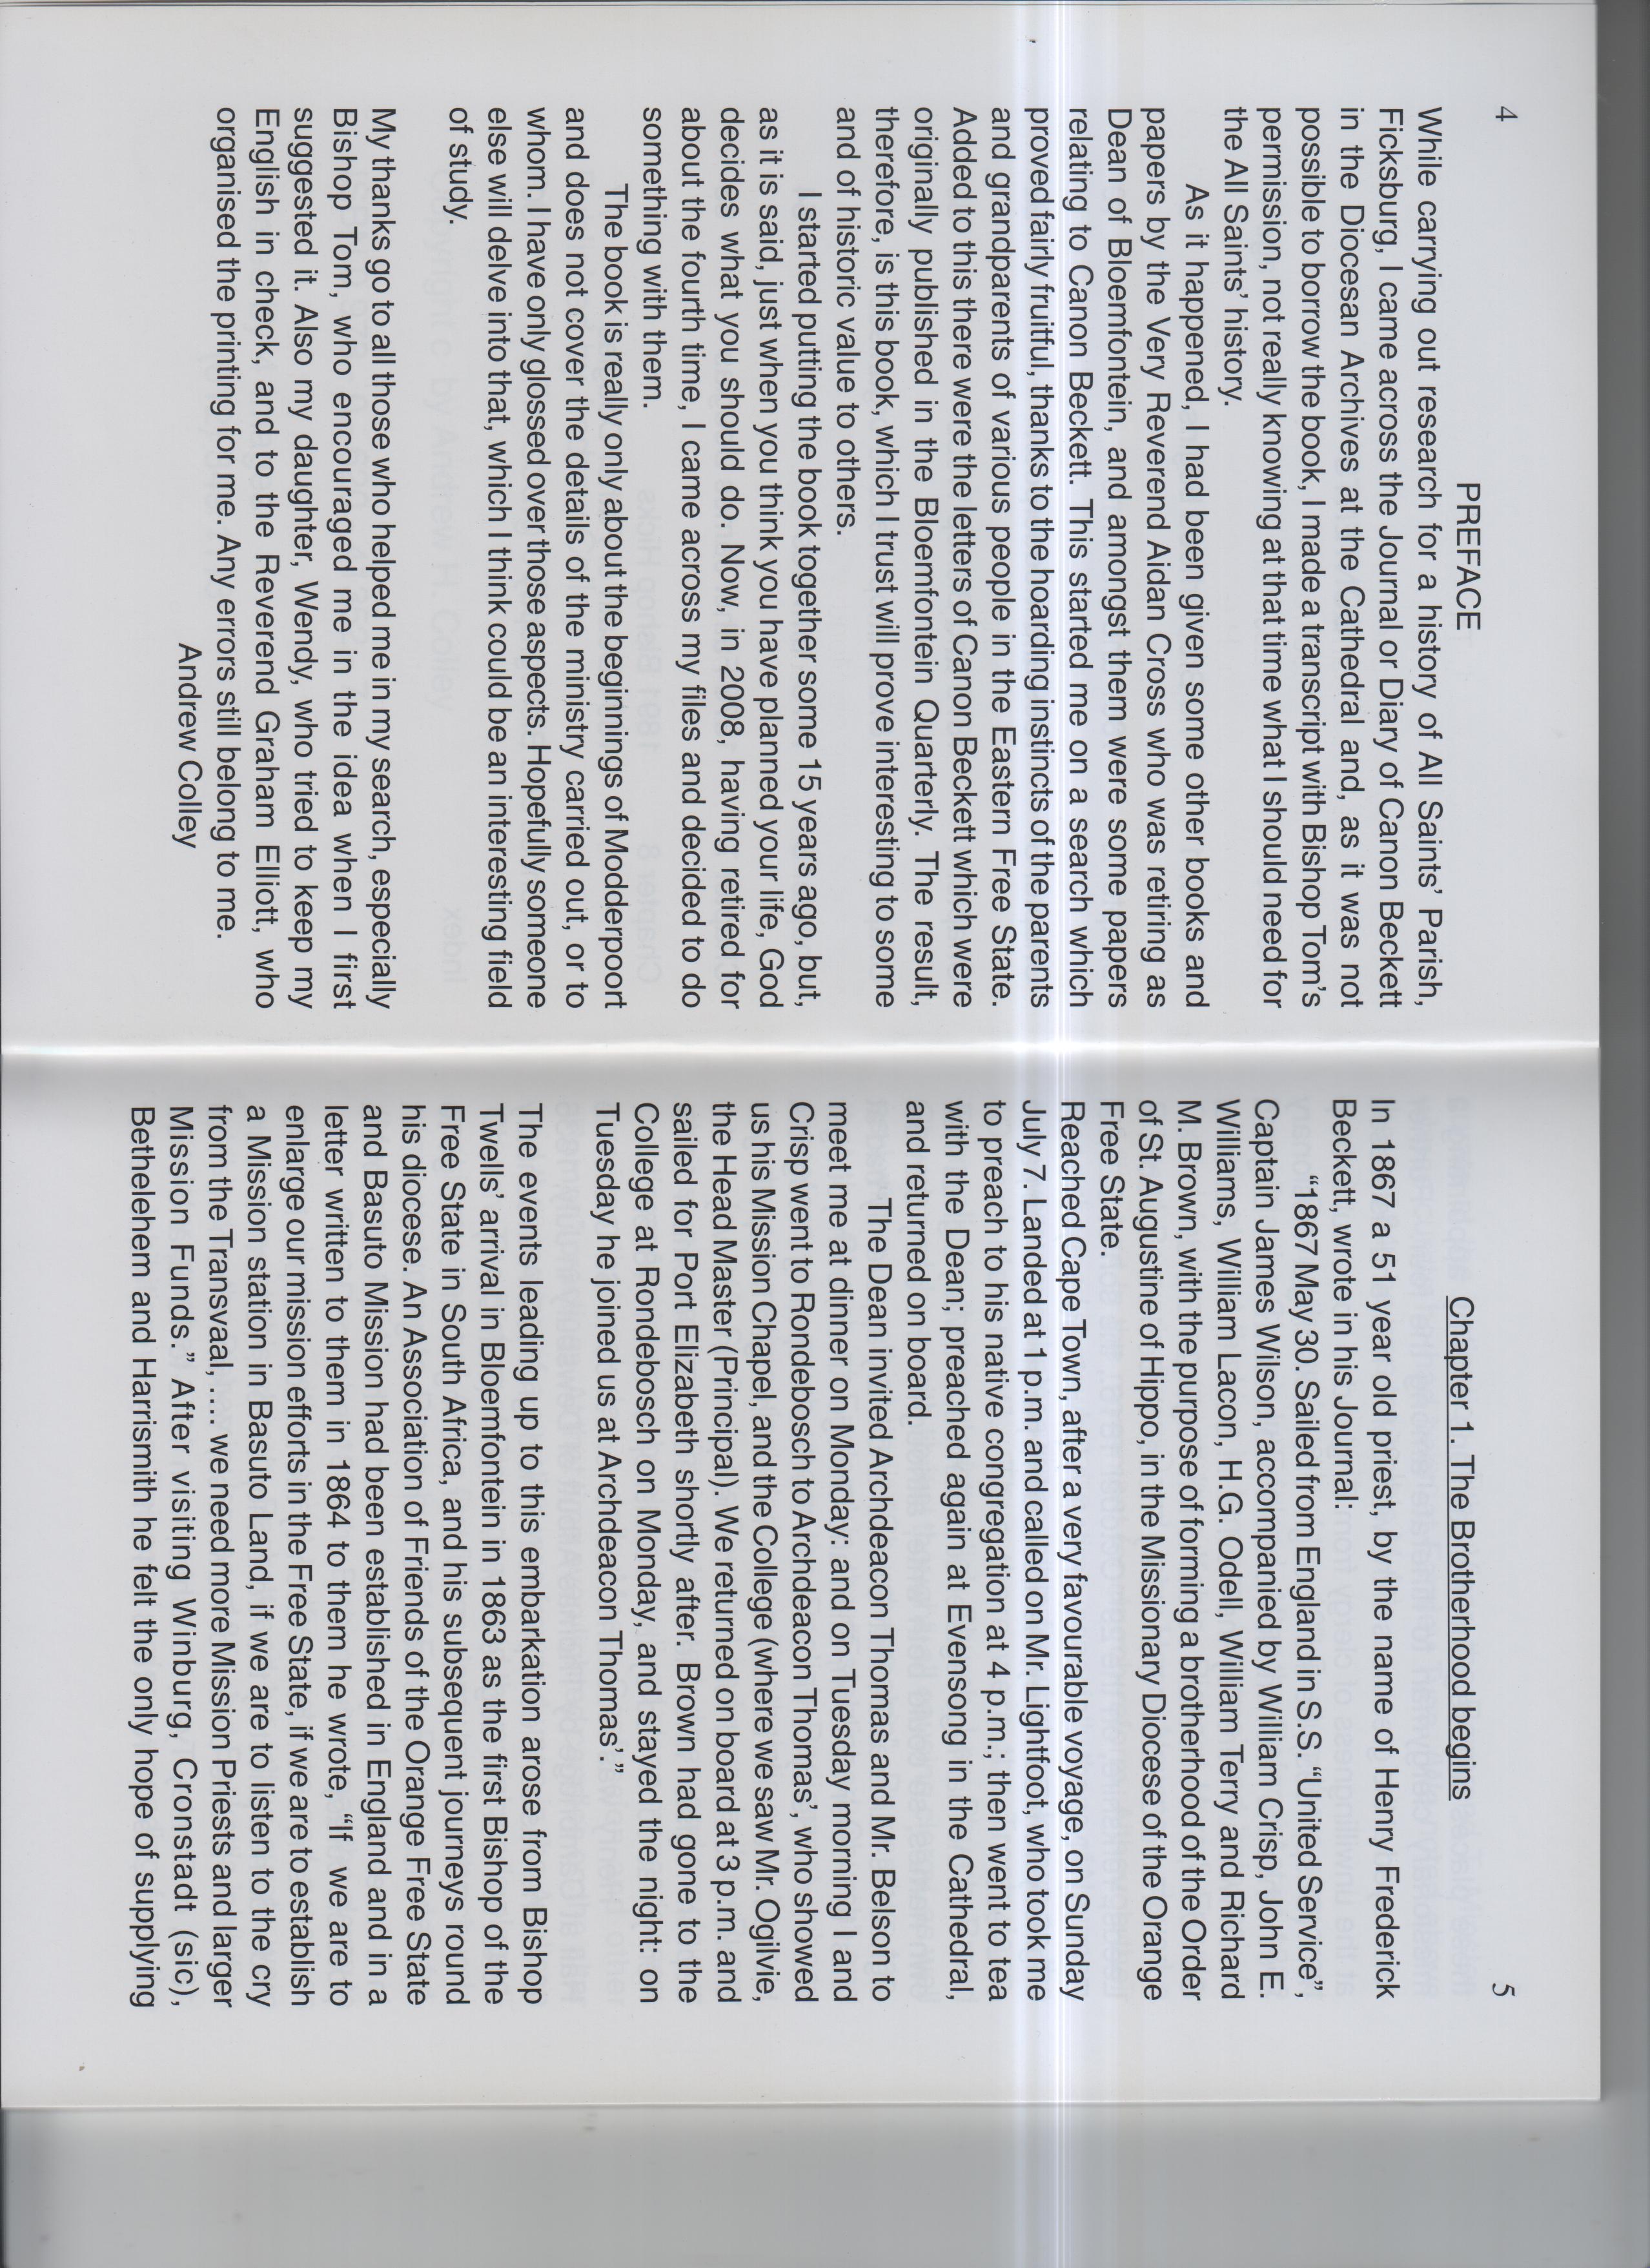 4
PREFACE
While carrying out research for a history of All Saints’ Parish,
Ficksburg, I came across the Journal or Diary of Canon Beckett
in the Diocesan Archives at the Cathedral and, as it was not
possible to borrow the book, I made a transcript with Bishop Tom’s
permission, not really knowing at that time what I should need for
the All Saints’ history.
As it happened, I had been given some other books and
papers by the Very Reverend Aidan Cross who was retiring as
Dean of Bloemfontein, and amongst them were some papers
relating to Canon Beckett. This started me on a search which
proved fairly fruitful, thanks to the hoarding instincts of the parents
and grandparents of various people in the Eastern Free State.
Added to this there were the letters of Canon Beckett which were
originally published in the Bloemfontein Quarterly. The result,
therefore, is this book, which I trust will prove interesting to some
and of historic value to others.
I started putting the book together some 15 years ago, but,
as it is said, just when you think you have planned your life, God
decides what you should do. Now, in 2008, having retired for
about the fourth time, I came across my files and decided to do
something with them.
The book is really only about the beginnings of Modderpoort
and does not cover the details of the ministry carried out, or to
whom. I have only glossed over those aspects. Hopefully someone
else will delve into that, which I think could be an interesting field
of study.
My thanks go to all those who helped me in my search, especially
Bishop Tom, who encouraged me in the idea when I first
suggested it. Also my daughter, Wendy, who tried to keep my
English in check, and to the Reverend Graham Elliott, who
organised the printing for me. Any errors still belong to me.
Andrew Colley
5
Chapter 1. The Brotherhood begins
In 1867 a 51 year old priest, by the name of Henry Frederick
Beckett, wrote in his Journal:
“1867 May 30. Sailed from England in S.S. “United Service”,
Captain James Wilson, accompanied by William Crisp, John E.
Williams, William Lacon, H.G. Odell, William Terry and Richard
M. Brown, with the purpose of forming a brotherhood of the Order
of St. Augustine of Hippo, in the Missionary Diocese of the Orange
Free State.
Reached Cape Town, after a very favourable voyage, on Sunday
July 7. Landed at 1 p.m. and called on Mr. Lightfoot, who took me
to preach to his native congregation at 4 p.m.; then went to tea
with the Dean; preached again at Evensong in the Cathedral,
and returned on board.
The Dean invited Archdeacon Thomas and Mr. Belson to
meet me at dinner on Monday: and on Tuesday morning I and
Crisp went to Rondebosch to Archdeacon Thomas’, who showed
us his Mission Chapel, and the College (where we saw Mr. Ogilvie,
the Head Master (Principal). We returned on board at 3 p.m. and
sailed for Port Elizabeth shortly after. Brown had gone to the
College at Rondebosch on Monday, and stayed the night: on
Tuesday he joined us at Archdeacon Thomas’.”
The events leading up to this embarkation arose from Bishop
Twells’ arrival in Bloemfontein in 1863 as the first Bishop of the
Free State in South Africa, and his subsequent journeys round
his diocese. An Association of Friends of the Orange Free State
and Basuto Mission had been established in England and in a
letter written to them in 1864 to them he wrote, “If we are to
enlarge our mission efforts in the Free State, if we are to establish
a Mission station in Basuto Land, if we are to listen to the cry
from the Transvaal, .... we need more Mission Priests and larger
Mission Funds.” After visiting Winburg, Cronstadt (sic),
Bethelehem and Harrismith he felt the only hope of supplying